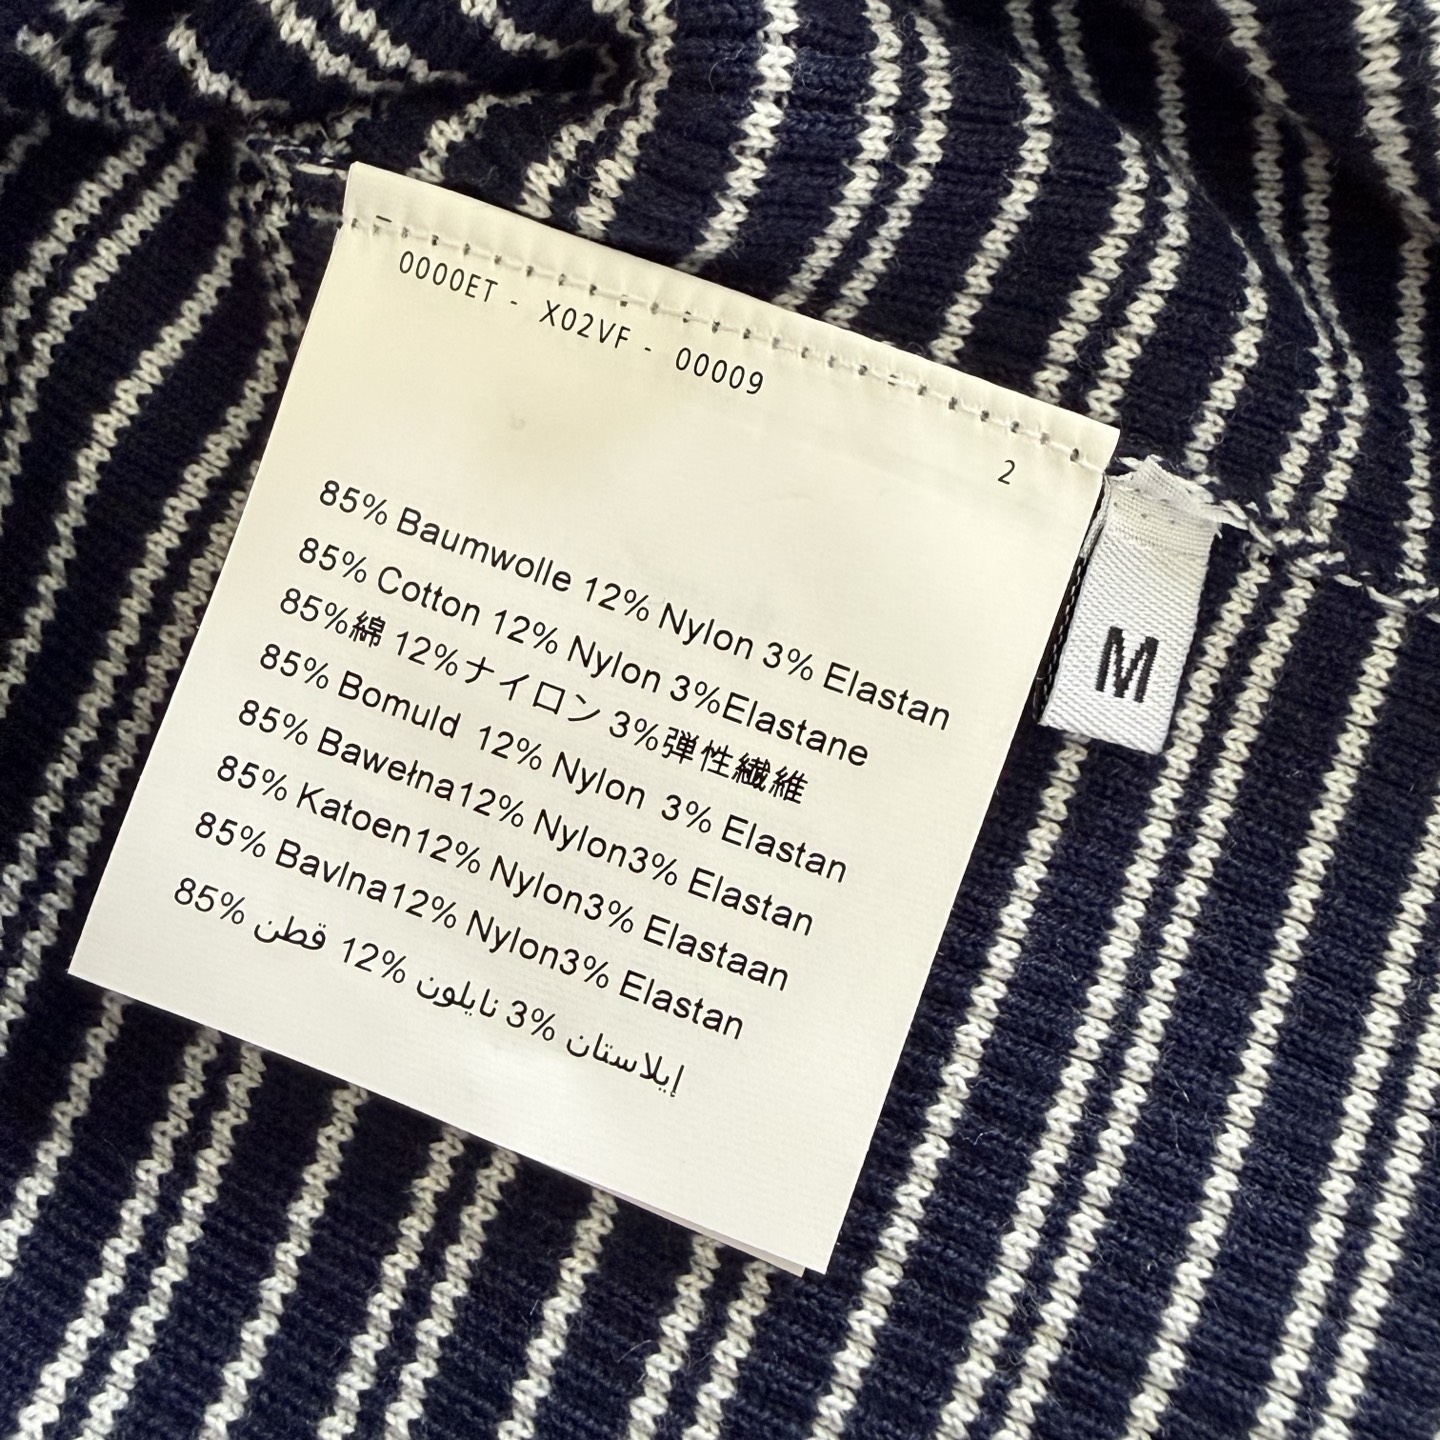 0000ET - X02VF - 00009
2
85% Baumwolle 12% Nylon 3% Elastan
85% Cotton 12% Nylon 3%Elastane
85%綿 12%ナイロン 3%弾性繊維
85% Bomuld 12% Nylon 3% Elastan
85% Bawełna12% Nylon3% Elastan
85% Katoen12% Nylon3% Elastaan
85% Bavlna12% Nylon3% Elastan
85% قطن 12% نايلون 3% إيلاستان
M